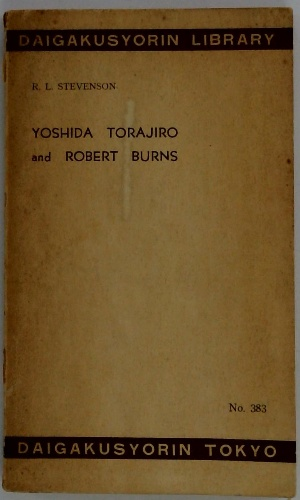 DAIGAKUSYORIN LIBRARY
R. L. STEVENSON
YOSHIDA TORAJIRO
and ROBERT BURNS
No. 383
DAIGAKUSYORIN TOKYO